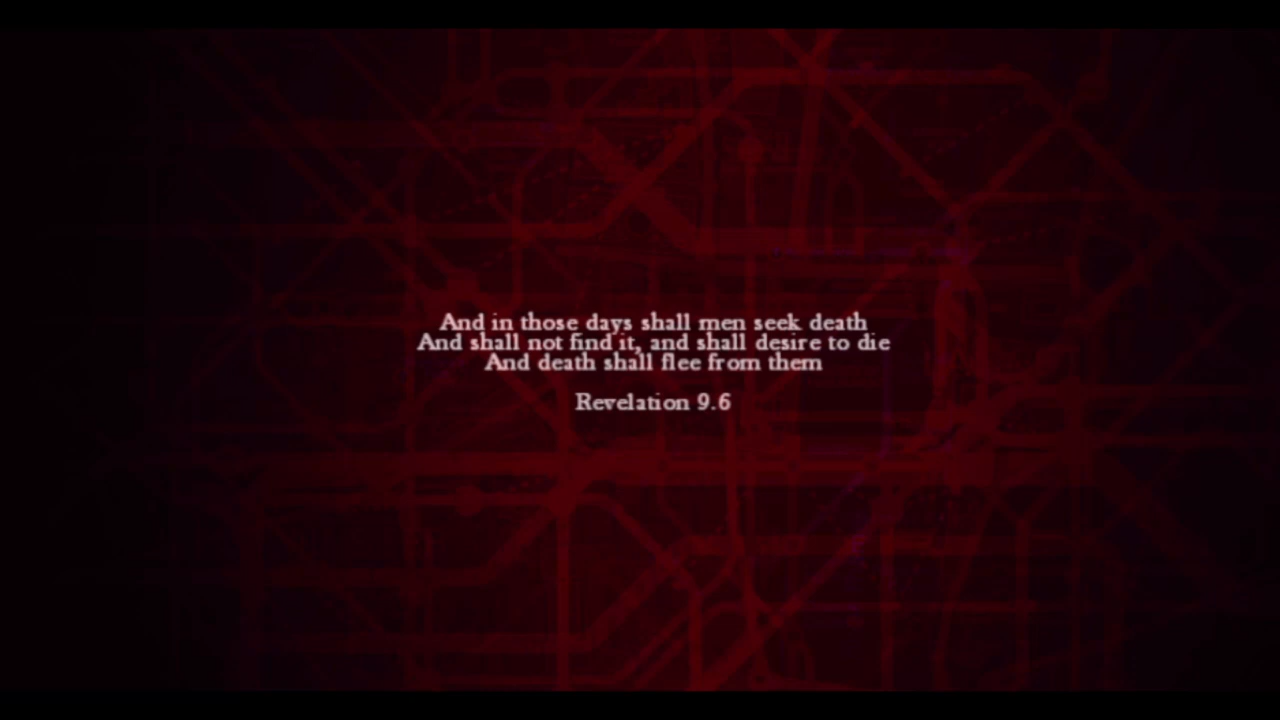 And in those days shall men seek death
And shall not find it, and shall desire to die
And death shall flee from them
Revelation 9.6